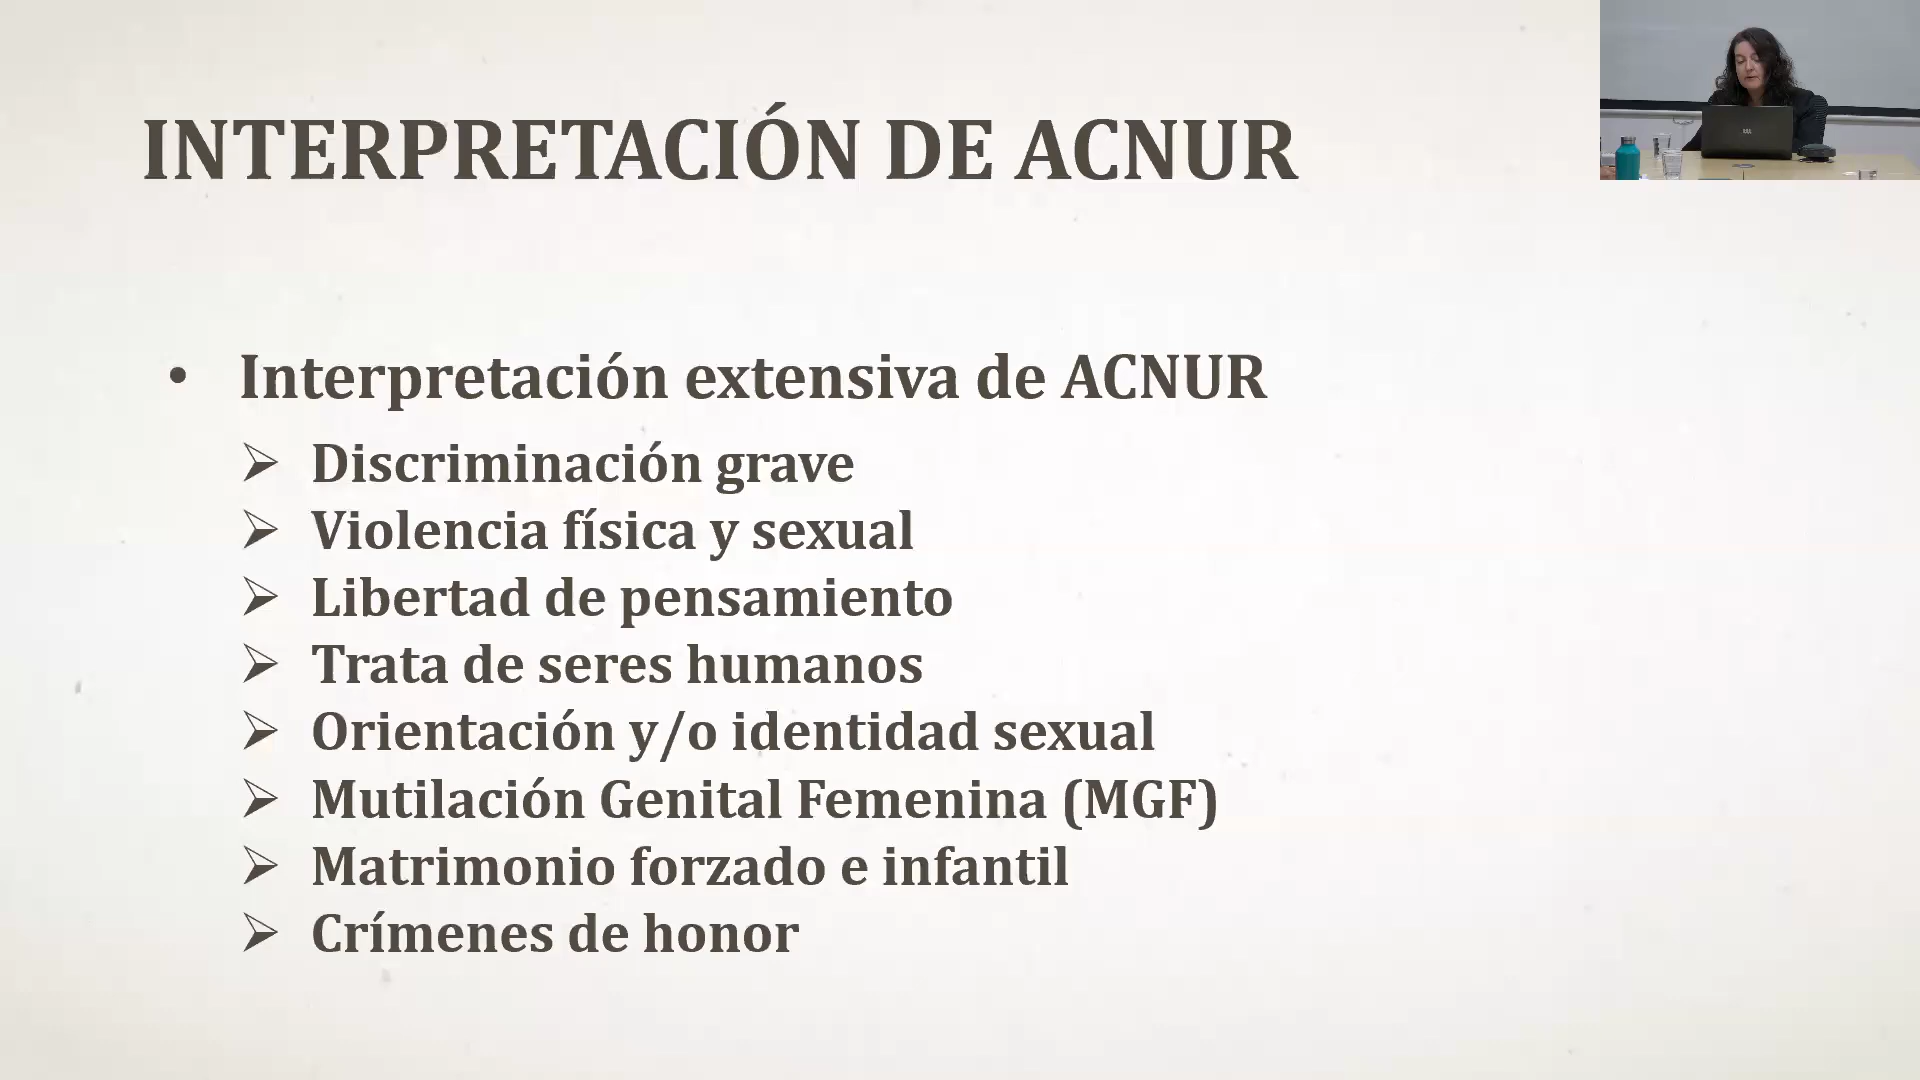 INTERPRETACIÓN DE ACNUR
• Interpretación extensiva de ACNUR
➢ Discriminación grave
➢ Violencia física y sexual
➢ Libertad de pensamiento
➢ Trata de seres humanos
➢ Orientación y/o identidad sexual
➢ Mutilación Genital Femenina (MGF)
➢ Matrimonio forzado e infantil
➢ Crímenes de honor